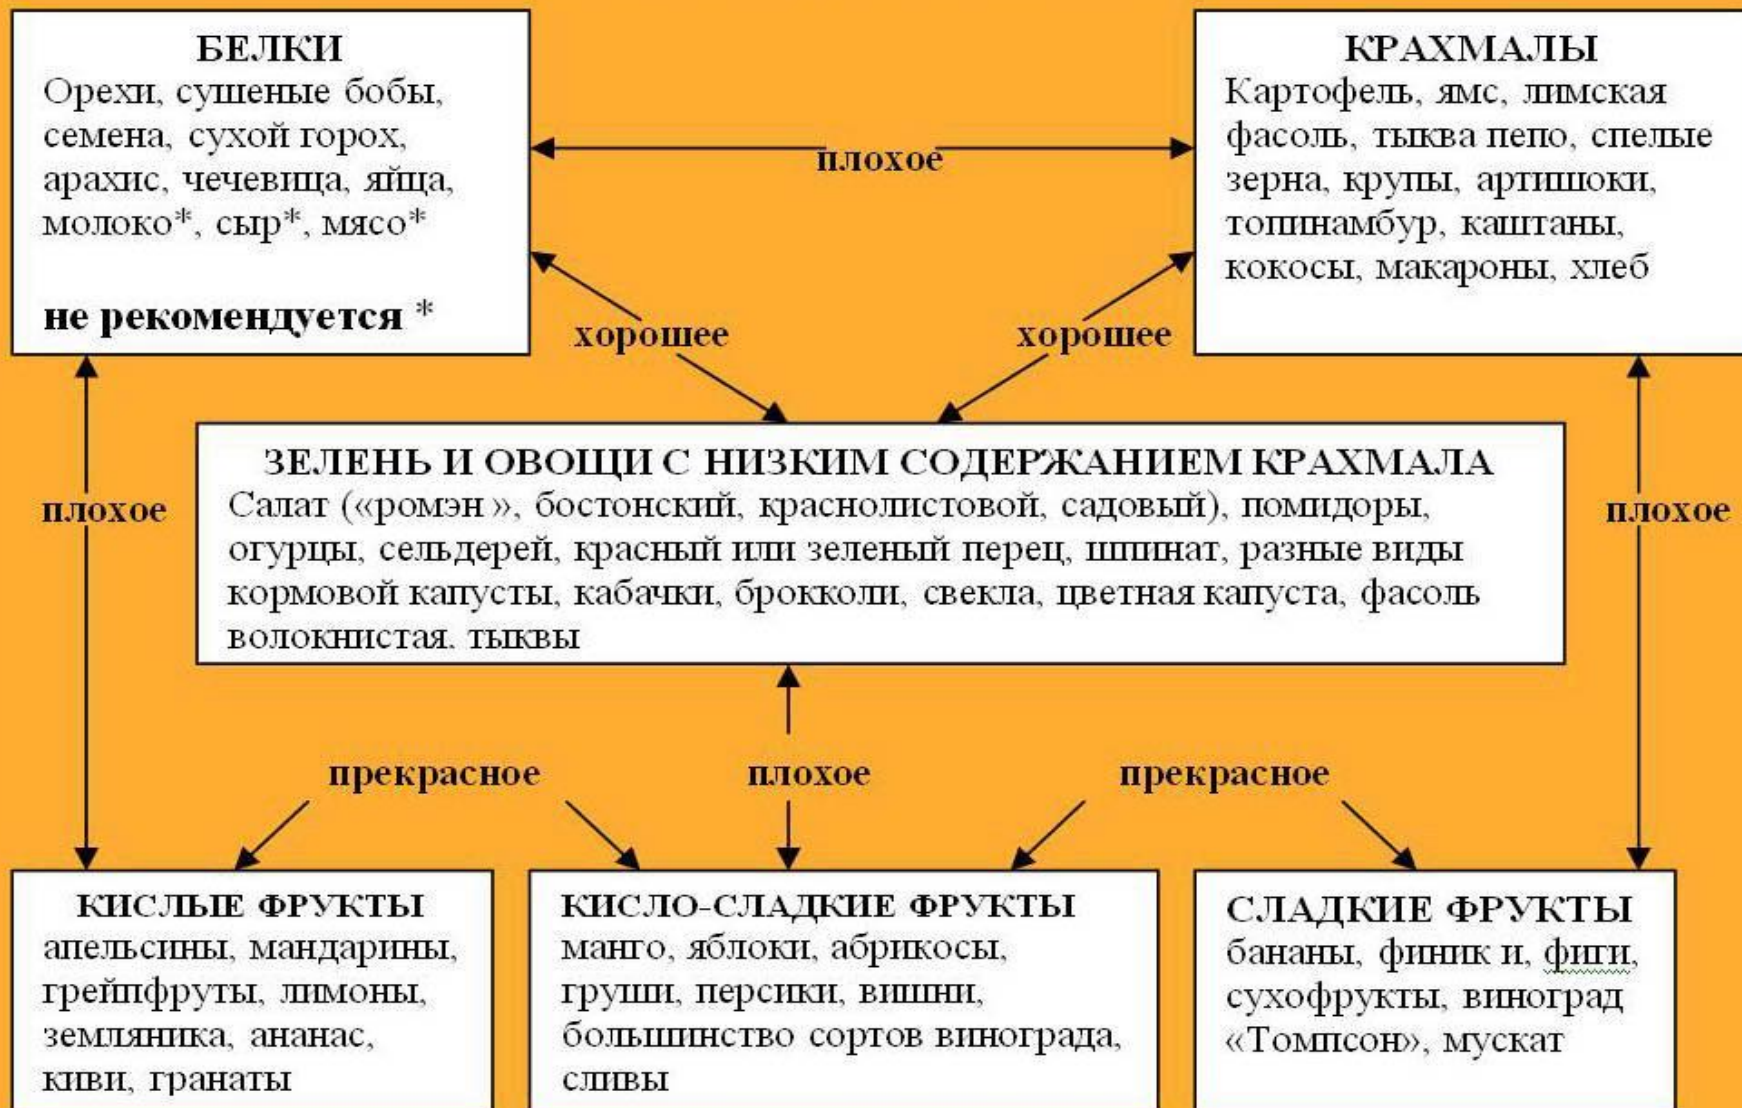 БЕЛКИ
Орехи, сушеные бобы,
семена, сухой горох,
арахис, чечевица, яйца,
молоко*, сыр*, мясо*
не рекомендуется *
плохое
КРАХМАЛЫ
Картофель, ямс, лимская
фасоль, тыква пепо, спелые
зерна, крупы, артишоки,
топинамбур, каштаны,
кокосы, макароны, хлеб
хорошее
хорошее
плохое
ЗЕЛЕНЬ И ОВОЩИ С НИЗКИМ СОДЕРЖАНИЕМ КРАХМАЛА
Салат («ромэн », бостонский, краснолистовой, садовый), помидоры,
огурцы, сельдерей, красный или зеленый перец, шпинат, разные виды
кормовой капусты, кабачки, брокколи, свекла, цветная капуста, фасоль
волокнистая. тыквы
плохое
прекрасное
плохое
прекрасное
КИСЛЫЕ ФРУКТЫ
апельсины, мандарины,
грейпфруты, лимоны,
земляника, ананас,
киви, гранаты
КИСЛО-СЛАДКИЕ ФРУКТЫ
манго, яблоки, абрикосы,
груши, персики, вишни,
большинство сортов винограда,
сливы
СЛАДКИЕ ФРУКТЫ
бананы, финик и, фиги,
сухофрукты, виноград
«Томпсон», мускат